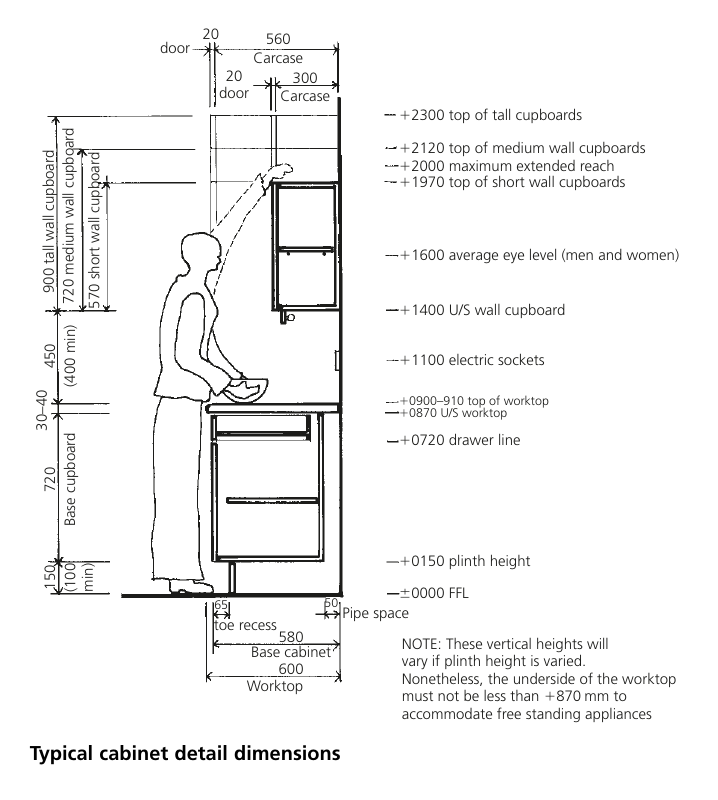 20
560
door
Carcase
20
300
door
Carcase
+2300 top of tall cupboards
+2120 top of medium wall cupboards
+2000 maximum extended reach
+1970 top of short wall cupboards
900 tall wall cupboard
720 medium wall cupboard
570 short wall cupboard
+1600 average eye level (men and women)
+1400 U/S wall cupboard
450
(400 min)
+1100 electric sockets
30–40
+0900–910 top of worktop
+0870 U/S worktop
+0720 drawer line
720
Base cupboard
+0150 plinth height
150
(100
min)
±0000 FFL
65
50
Pipe space
toe recess
580
Base cabinet
600
Worktop
NOTE: These vertical heights will
vary if plinth height is varied.
Nonetheless, the underside of the worktop
must not be less than +870 mm to
accommodate free standing appliances
Typical cabinet detail dimensions